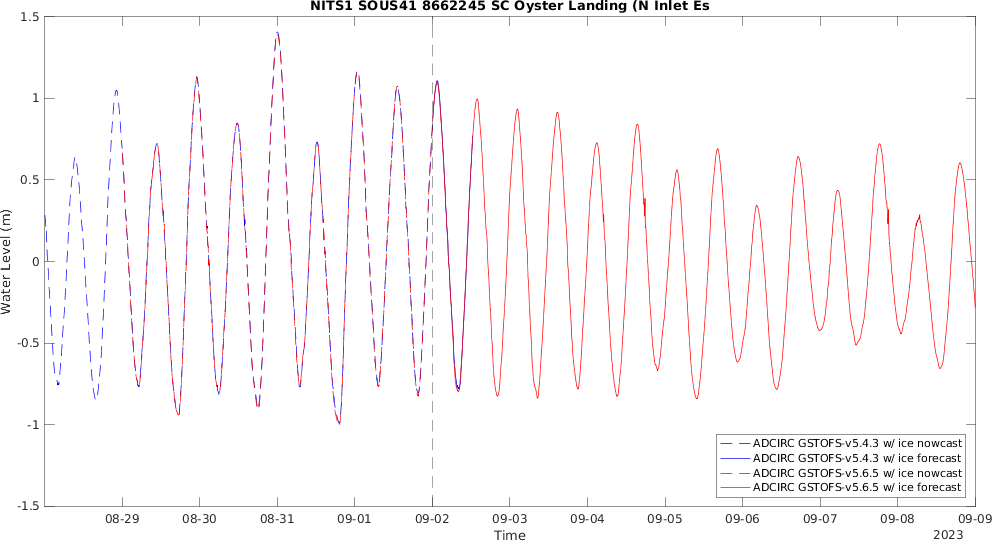 NITS1 SOUS41 8662245 SC Oyster Landing (N Inlet Es
1.5
1
0.5
0
-0.5
-1
-1.5
Water Level (m)
ADCIRC GSTOFS-v5.4.3 w/ ice nowcast
ADCIRC GSTOFS-v5.4.3 w/ ice forecast
ADCIRC GSTOFS-v5.6.5 w/ ice nowcast
ADCIRC GSTOFS-v5.6.5 w/ ice forecast
08-29 08-30 08-31 09-01 09-02 09-03 09-04 09-05 09-06 09-07 09-08 09-09
Time
2023